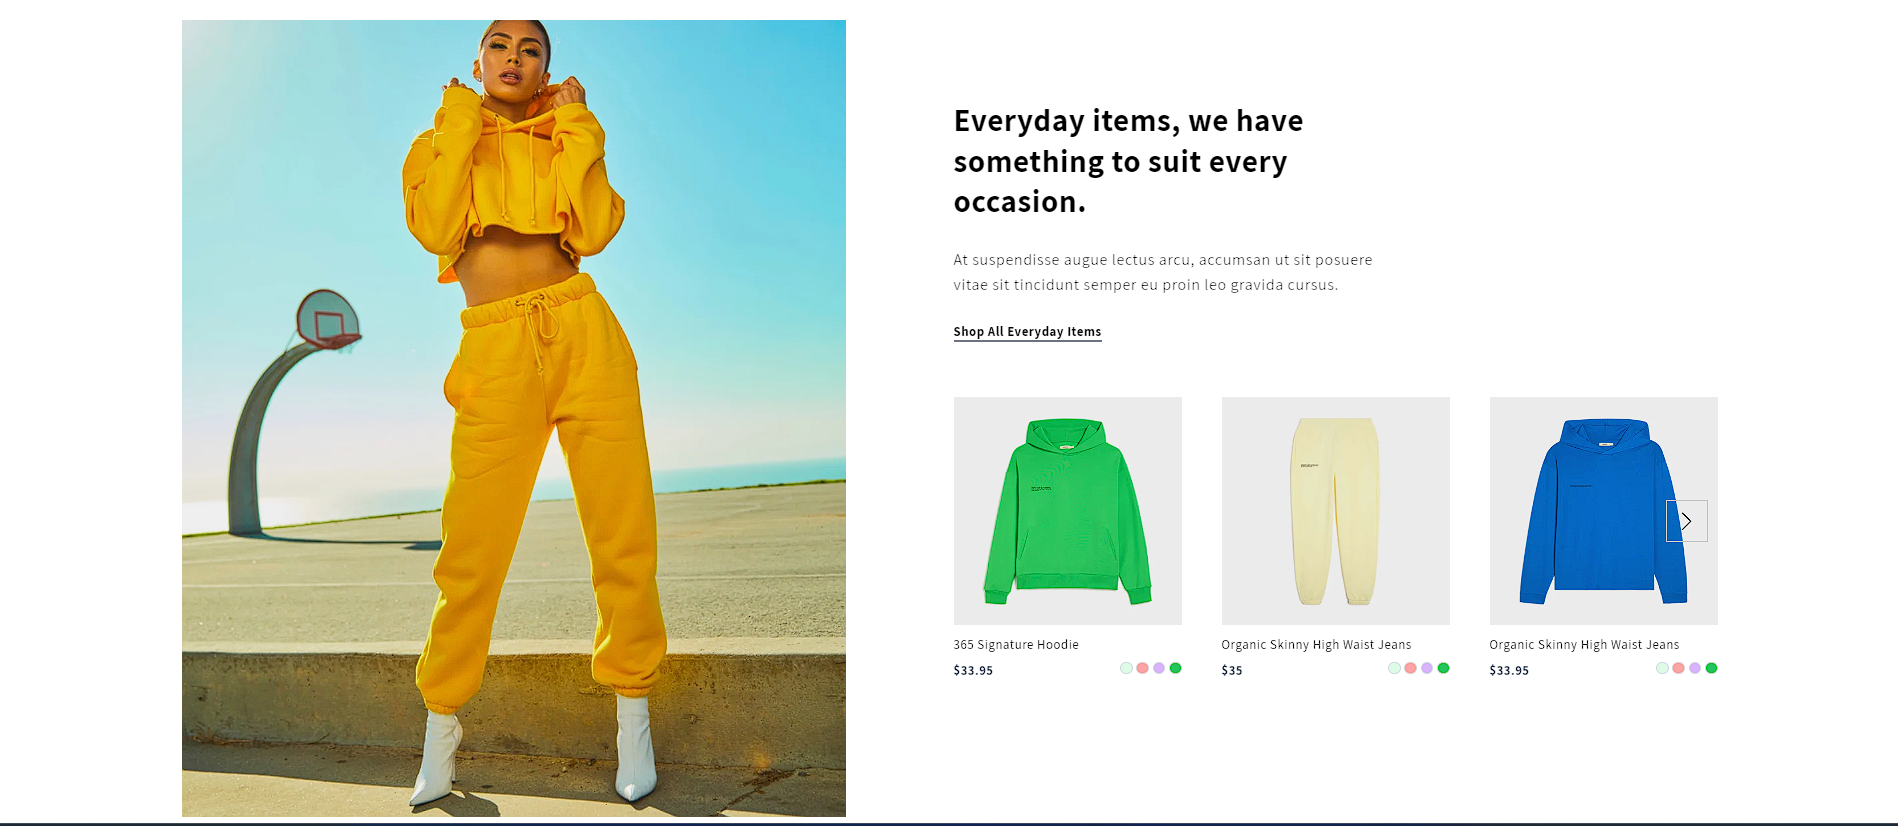 Everyday items, we have
something to suit every
occasion.
At suspendisse augue lectus arcu, accumsan ut sit posuere
vitae sit tincidunt semper eu proin leo gravida cursus.
Shop All Everyday Items
365 Signature Hoodie
$33.95
Organic Skinny High Waist Jeans
$35
Organic Skinny High Waist Jeans
$33.95